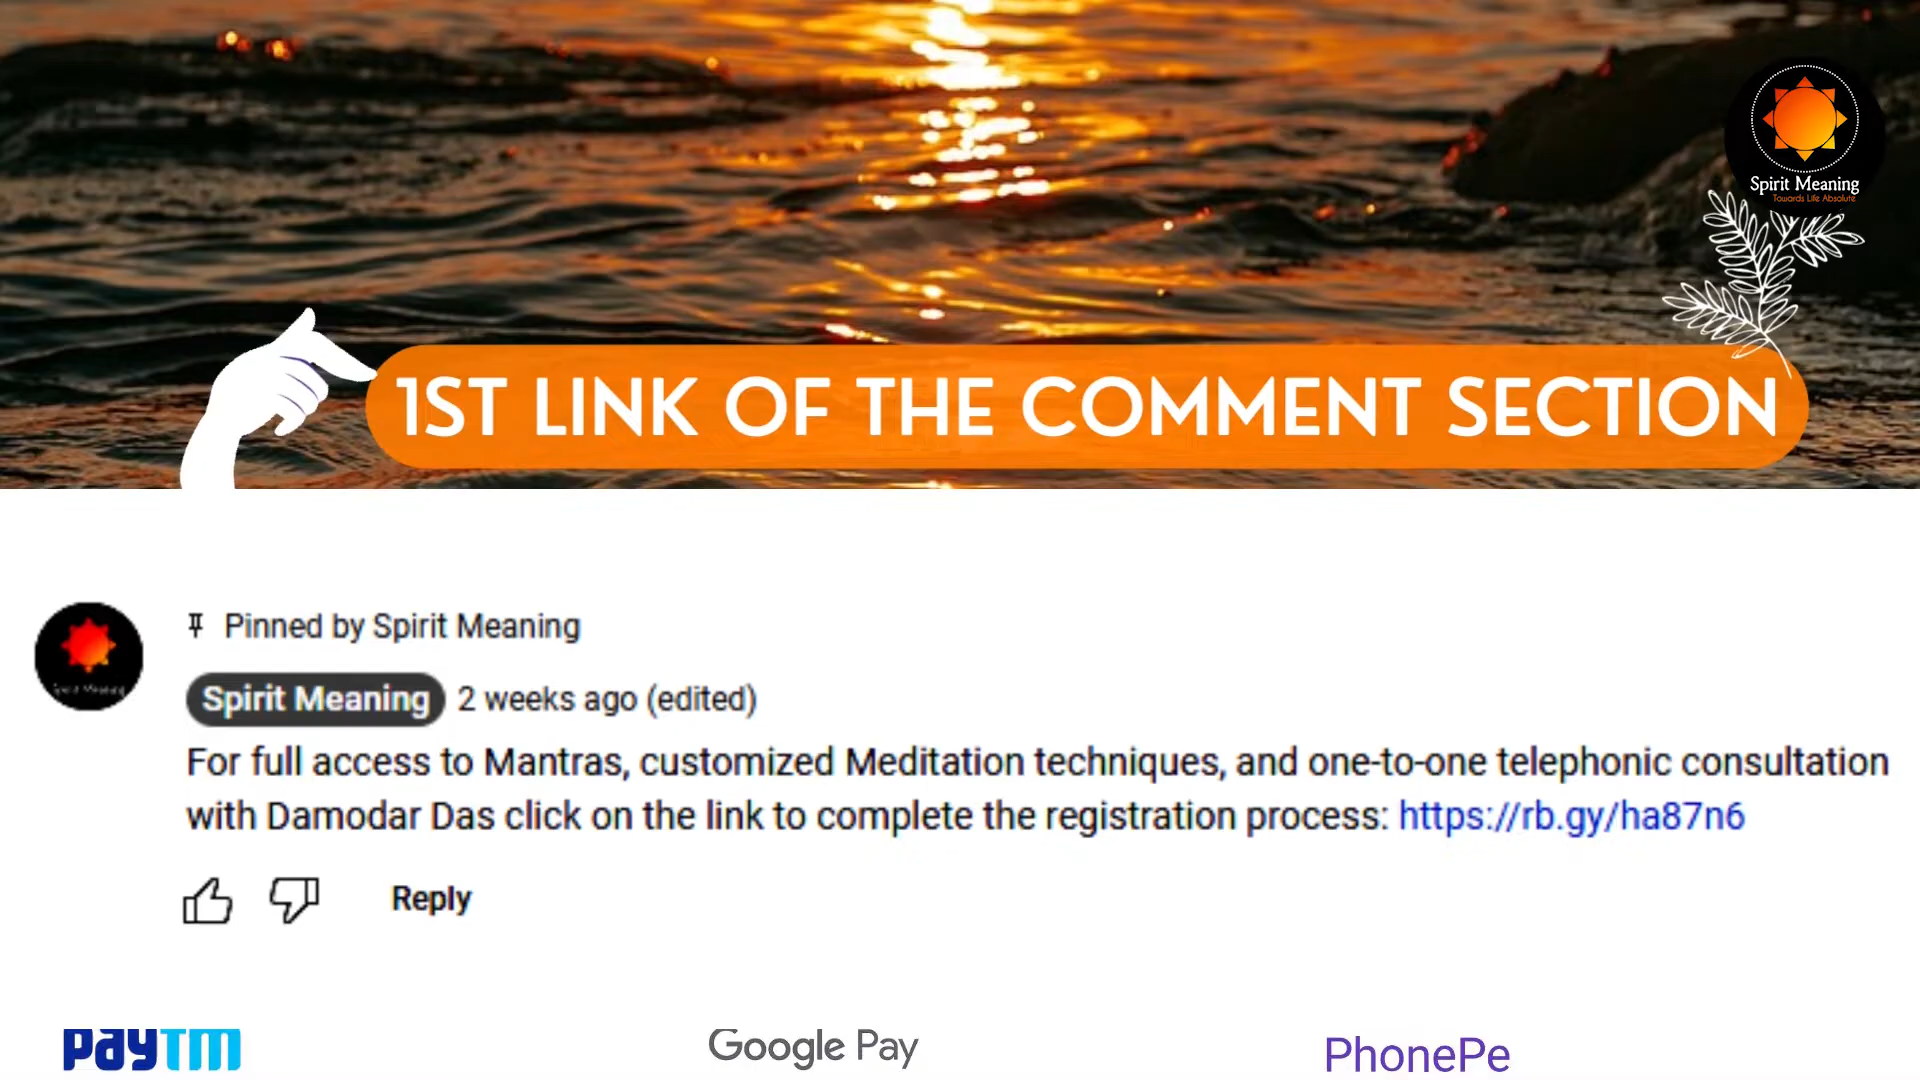 Spirit Meaning
Towards Life Absolute
1ST LINK OF THE COMMENT SECTION
Pinned by Spirit Meaning
Spirit Meaning 2 weeks ago (edited)
For full access to Mantras, customized Meditation techniques, and one-to-one telephonic consultation
with Damodar Das click on the link to complete the registration process: https://rb.gy/ha87n6
Reply
paytm Google Pay PhonePe